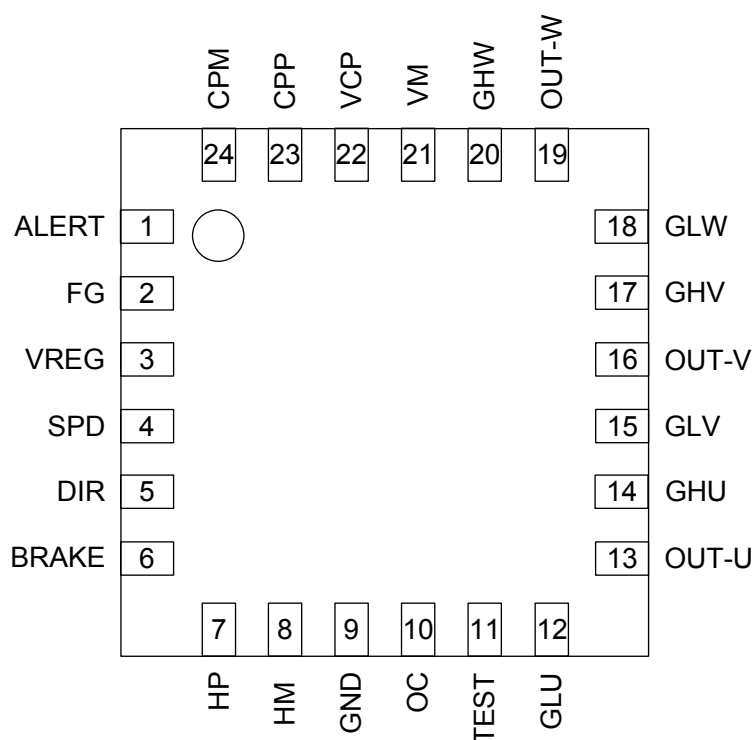 CPM CPP VCP VM GHW OUT-W
24 23 22 21 20 19
ALERT 1 18 GLW
FG 2 17 GHV
VREG 3 16 OUT-V
SPD 4 15 GLV
DIR 5 14 GHU
BRAKE 6 13 OUT-U
7 8 9 10 11 12
HP HM GND OC TEST GLU